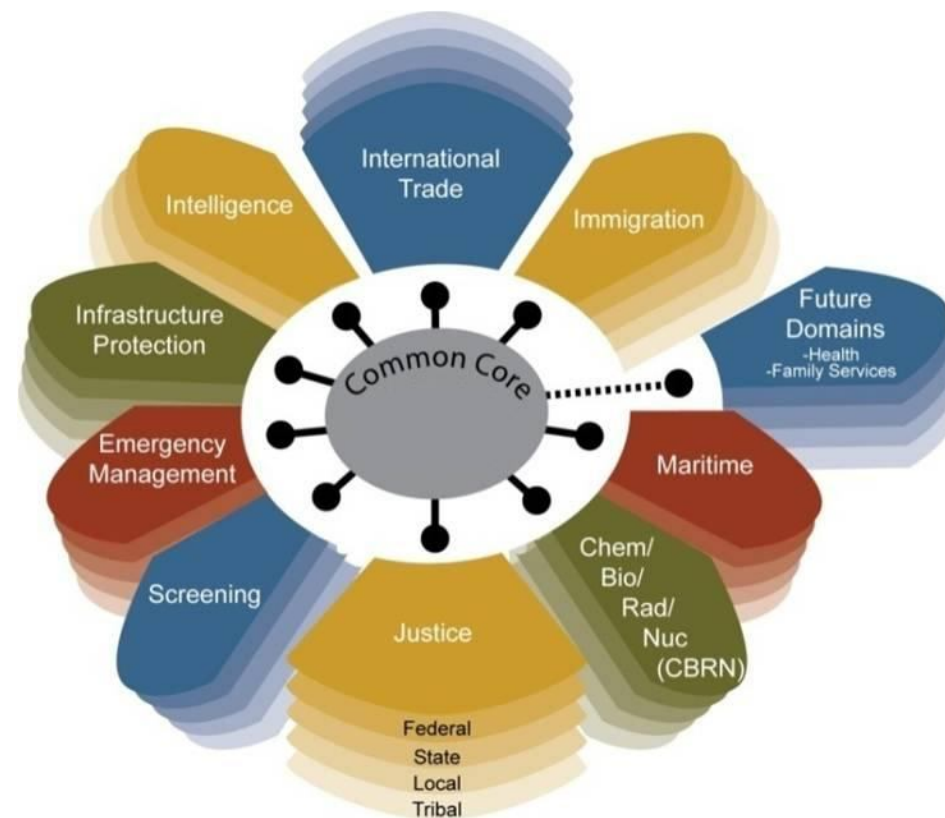 International
Trade
Intelligence
Immigration
Future
Domains
-Health
-Family Services
Infrastructure
Protection
Common Core
Emergency
Management
Maritime
Screening
Chem/
Bio/
Rad/
Nuc
(CBRN)
Justice
Federal
State
Local
Tribal